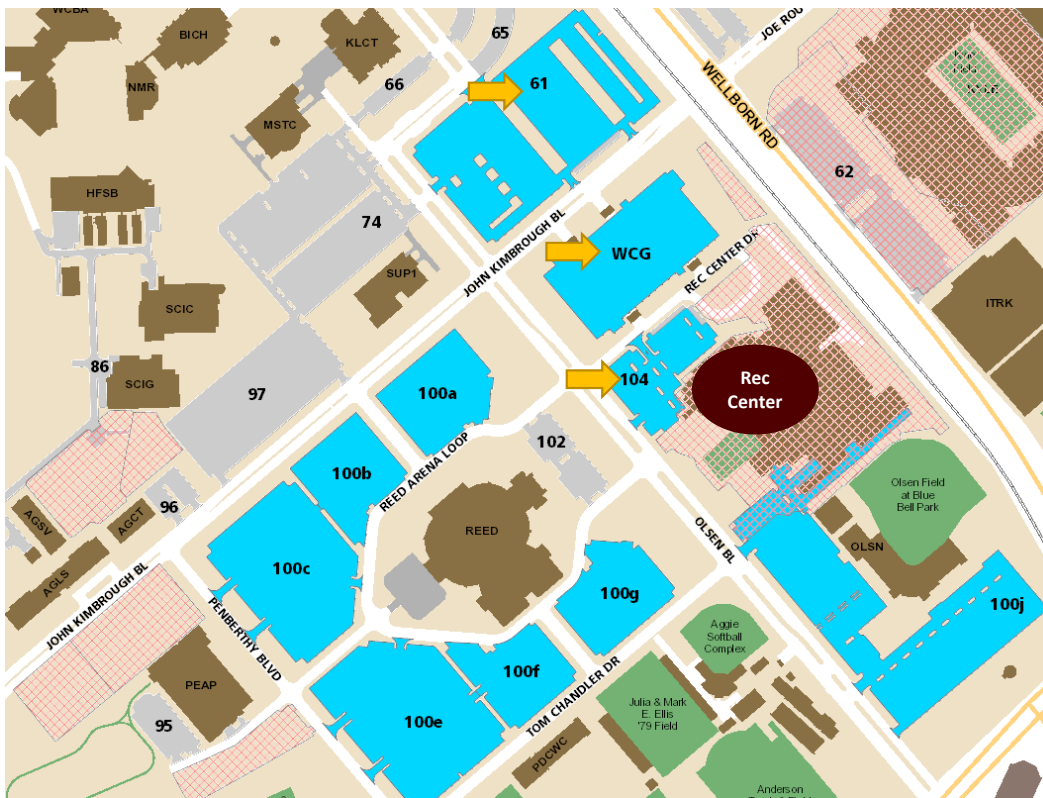 WCBA
BICH
KLCT
65
JOE ROU
NMR
66
61
WELLBORN RD
MSTC
62
HFSB
74
JOHN KIMBROUGH BL
WCG
REC CENTER DR
SUP1
SCIC
ITRK
86
SCIG
97
100a
104
Rec
Center
REED ARENA LOOP
102
100b
96
AGSV
AGCT
REED
Olsen Field
at Blue
Bell Park
OLSEN BL
OLSN
AGLS
100c
JOHN KIMBROUGH BL
PENBERTHY BLVD
100g
100j
Aggie
Softball
Complex
PEAP
100f
TOM CHANDLER DR
Julia & Mark
E. Ellis
'79 Field
95
100e
PDCWC
Anderson